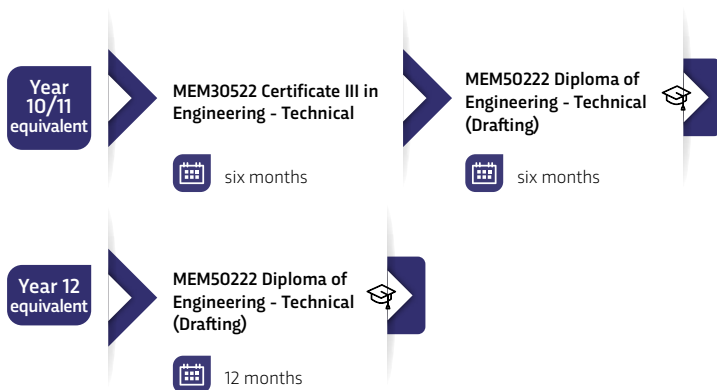 Year
10/11
equivalent
MEM30522 Certificate III in
Engineering - Technical
six months
MEM50222 Diploma of
Engineering - Technical
(Drafting)
six months
Year 12
equivalent
MEM50222 Diploma of
Engineering - Technical
(Drafting)
12 months